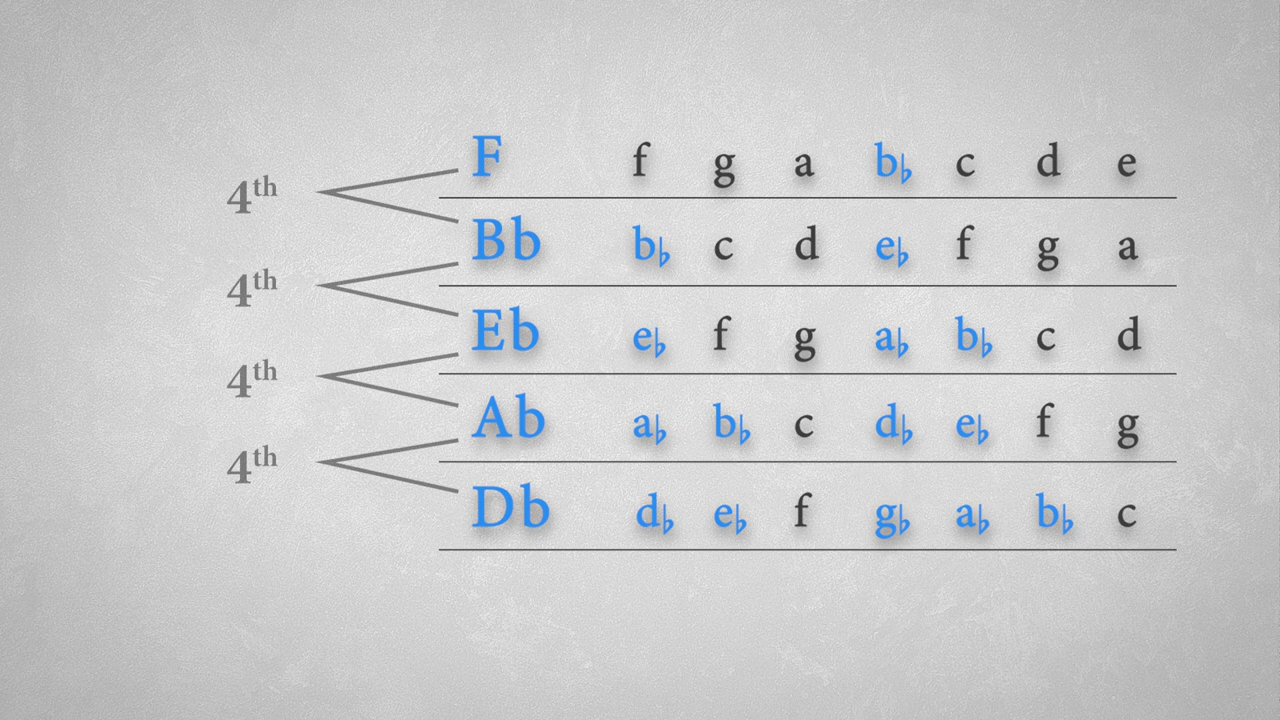 F f g a b♭ c d e
4th
Bb b♭ c d e♭ f g a
4th
Eb e♭ f g a♭ b♭ c d
4th
Ab a♭ b♭ c d♭ e♭ f g
4th
Db d♭ e♭ f g♭ a♭ b♭ c